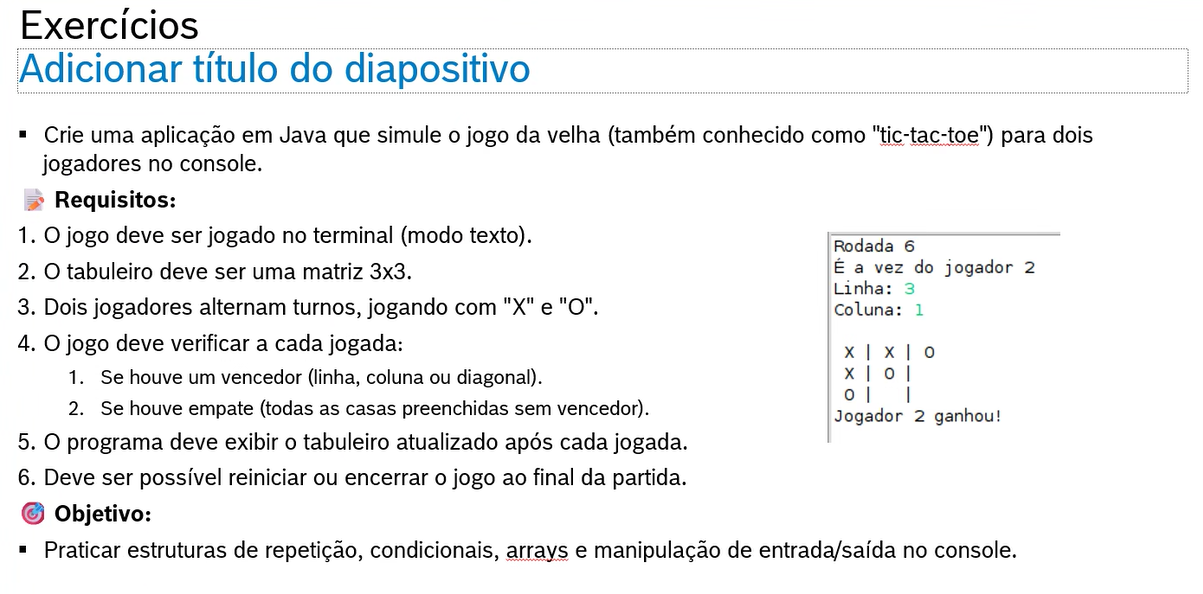 Exercícios
Adicionar título do diapositivo
▪ Crie uma aplicação em Java que simule o jogo da velha (também conhecido como "tic-tac-toe") para dois
jogadores no console.
📝 Requisitos:
1. O jogo deve ser jogado no terminal (modo texto).
2. O tabuleiro deve ser uma matriz 3x3.
3. Dois jogadores alternam turnos, jogando com "X" e "O".
4. O jogo deve verificar a cada jogada:
1. Se houve um vencedor (linha, coluna ou diagonal).
2. Se houve empate (todas as casas preenchidas sem vencedor).
5. O programa deve exibir o tabuleiro atualizado após cada jogada.
6. Deve ser possível reiniciar ou encerrar o jogo ao final da partida.
🎯 Objetivo:
▪ Praticar estruturas de repetição, condicionais, arrays e manipulação de entrada/saída no console.
Rodada 6
É a vez do jogador 2
Linha: 3
Coluna: 1
X | X | O
X | O |
O |   |
Jogador 2 ganhou!